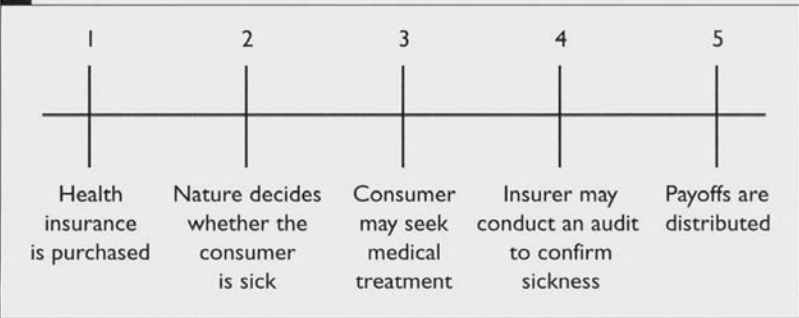 1
2
3
4
5
Health
insurance
is purchased
Nature decides
whether the
consumer
is sick
Consumer
may seek
medical
treatment
Insurer may
conduct an audit
to confirm
sickness
Payoffs are
distributed